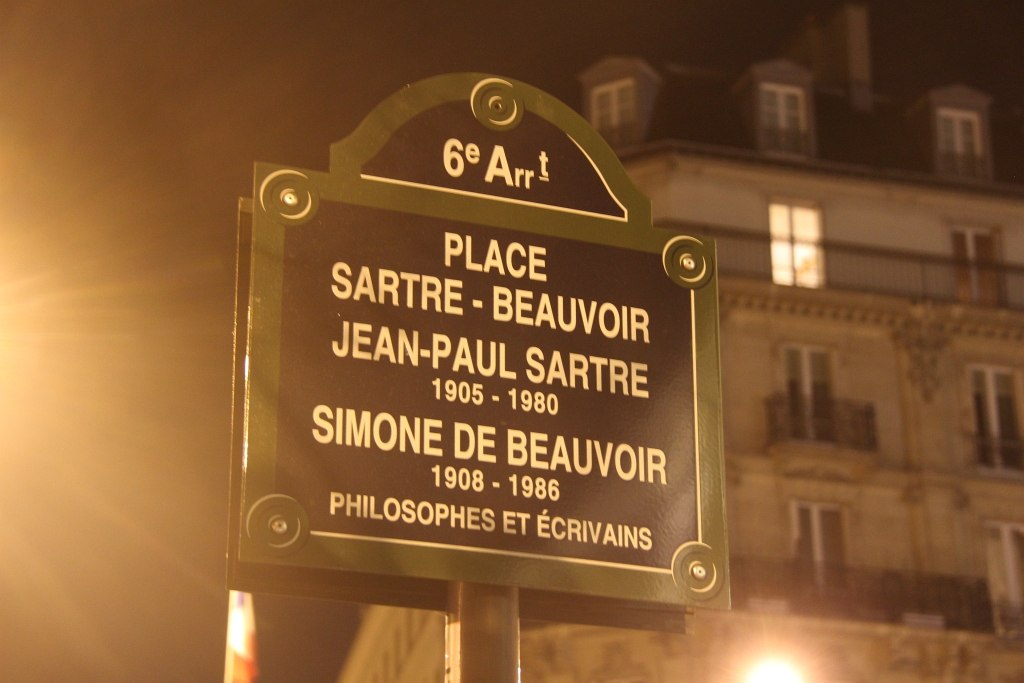 6e Arrt
PLACE
SARTRE - BEAUVOIR
JEAN-PAUL SARTRE
1905 - 1980
SIMONE DE BEAUVOIR
1908 - 1986
PHILOSOPHES ET ÉCRIVAINS